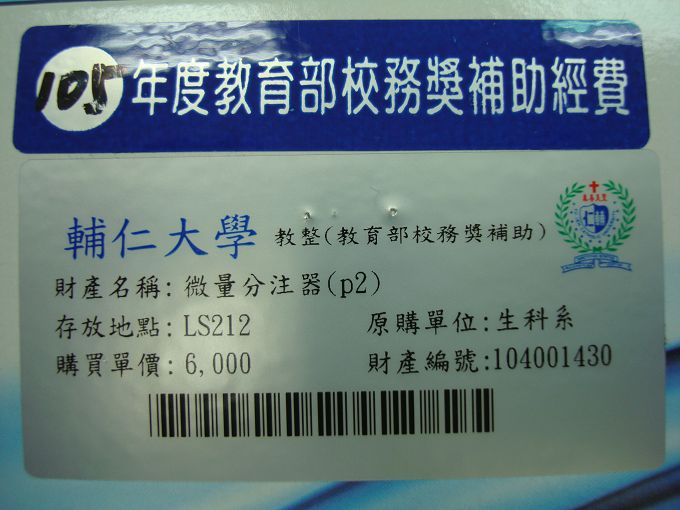 105年度教育部校務獎補助經費
輔仁大學 教整(教育部校務獎補助)
財產名稱: 微量分注器(p2)
存放地點: LS212 原購單位:生科系
購買單價: 6,000 財產編號:104001430